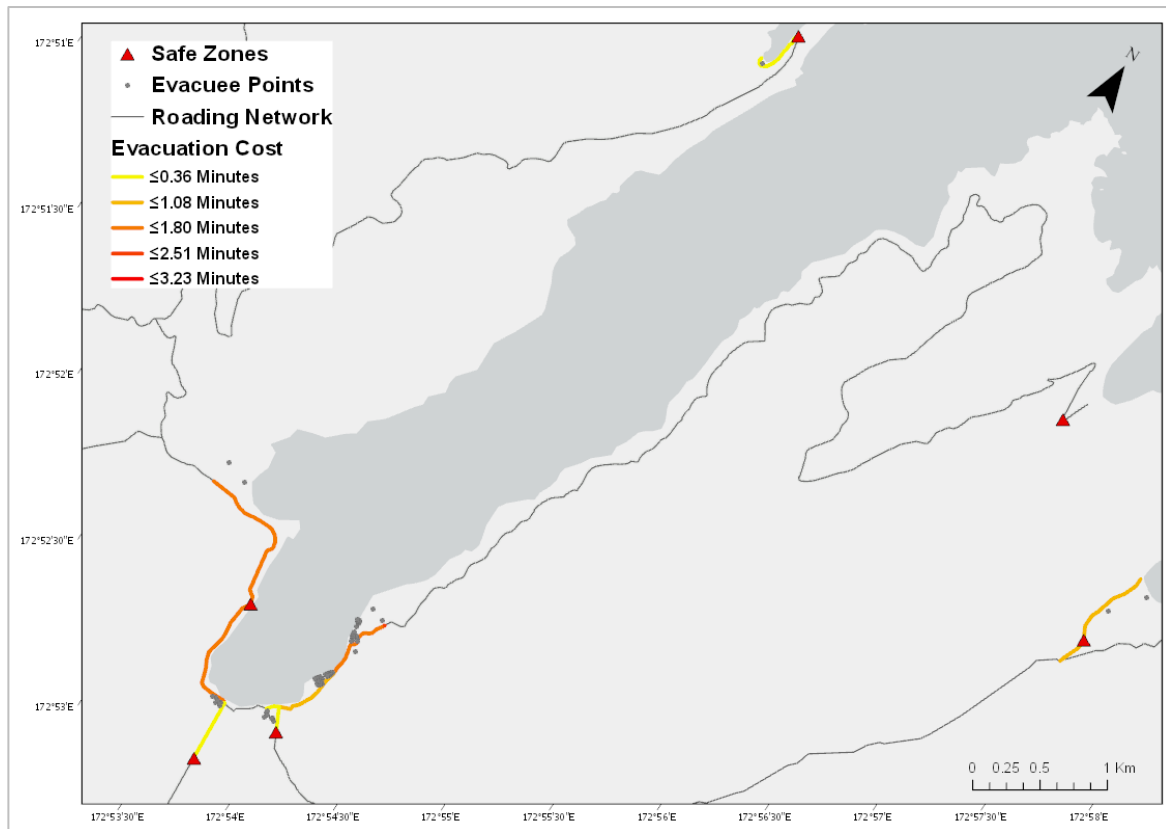 Safe Zones
Evacuee Points
Roading Network
Evacuation Cost
≤0.36 Minutes
≤1.08 Minutes
≤1.80 Minutes
≤2.51 Minutes
≤3.23 Minutes
N
172°51'E
172°51'30"E
172°52'E
172°52'30"E
172°53'E
0 0.25 0.5 1 Km
172°53'30"E 172°54'E 172°54'30"E 172°55'E 172°55'30"E 172°56'E 172°56'30"E 172°57'E 172°57'30"E 172°58'E